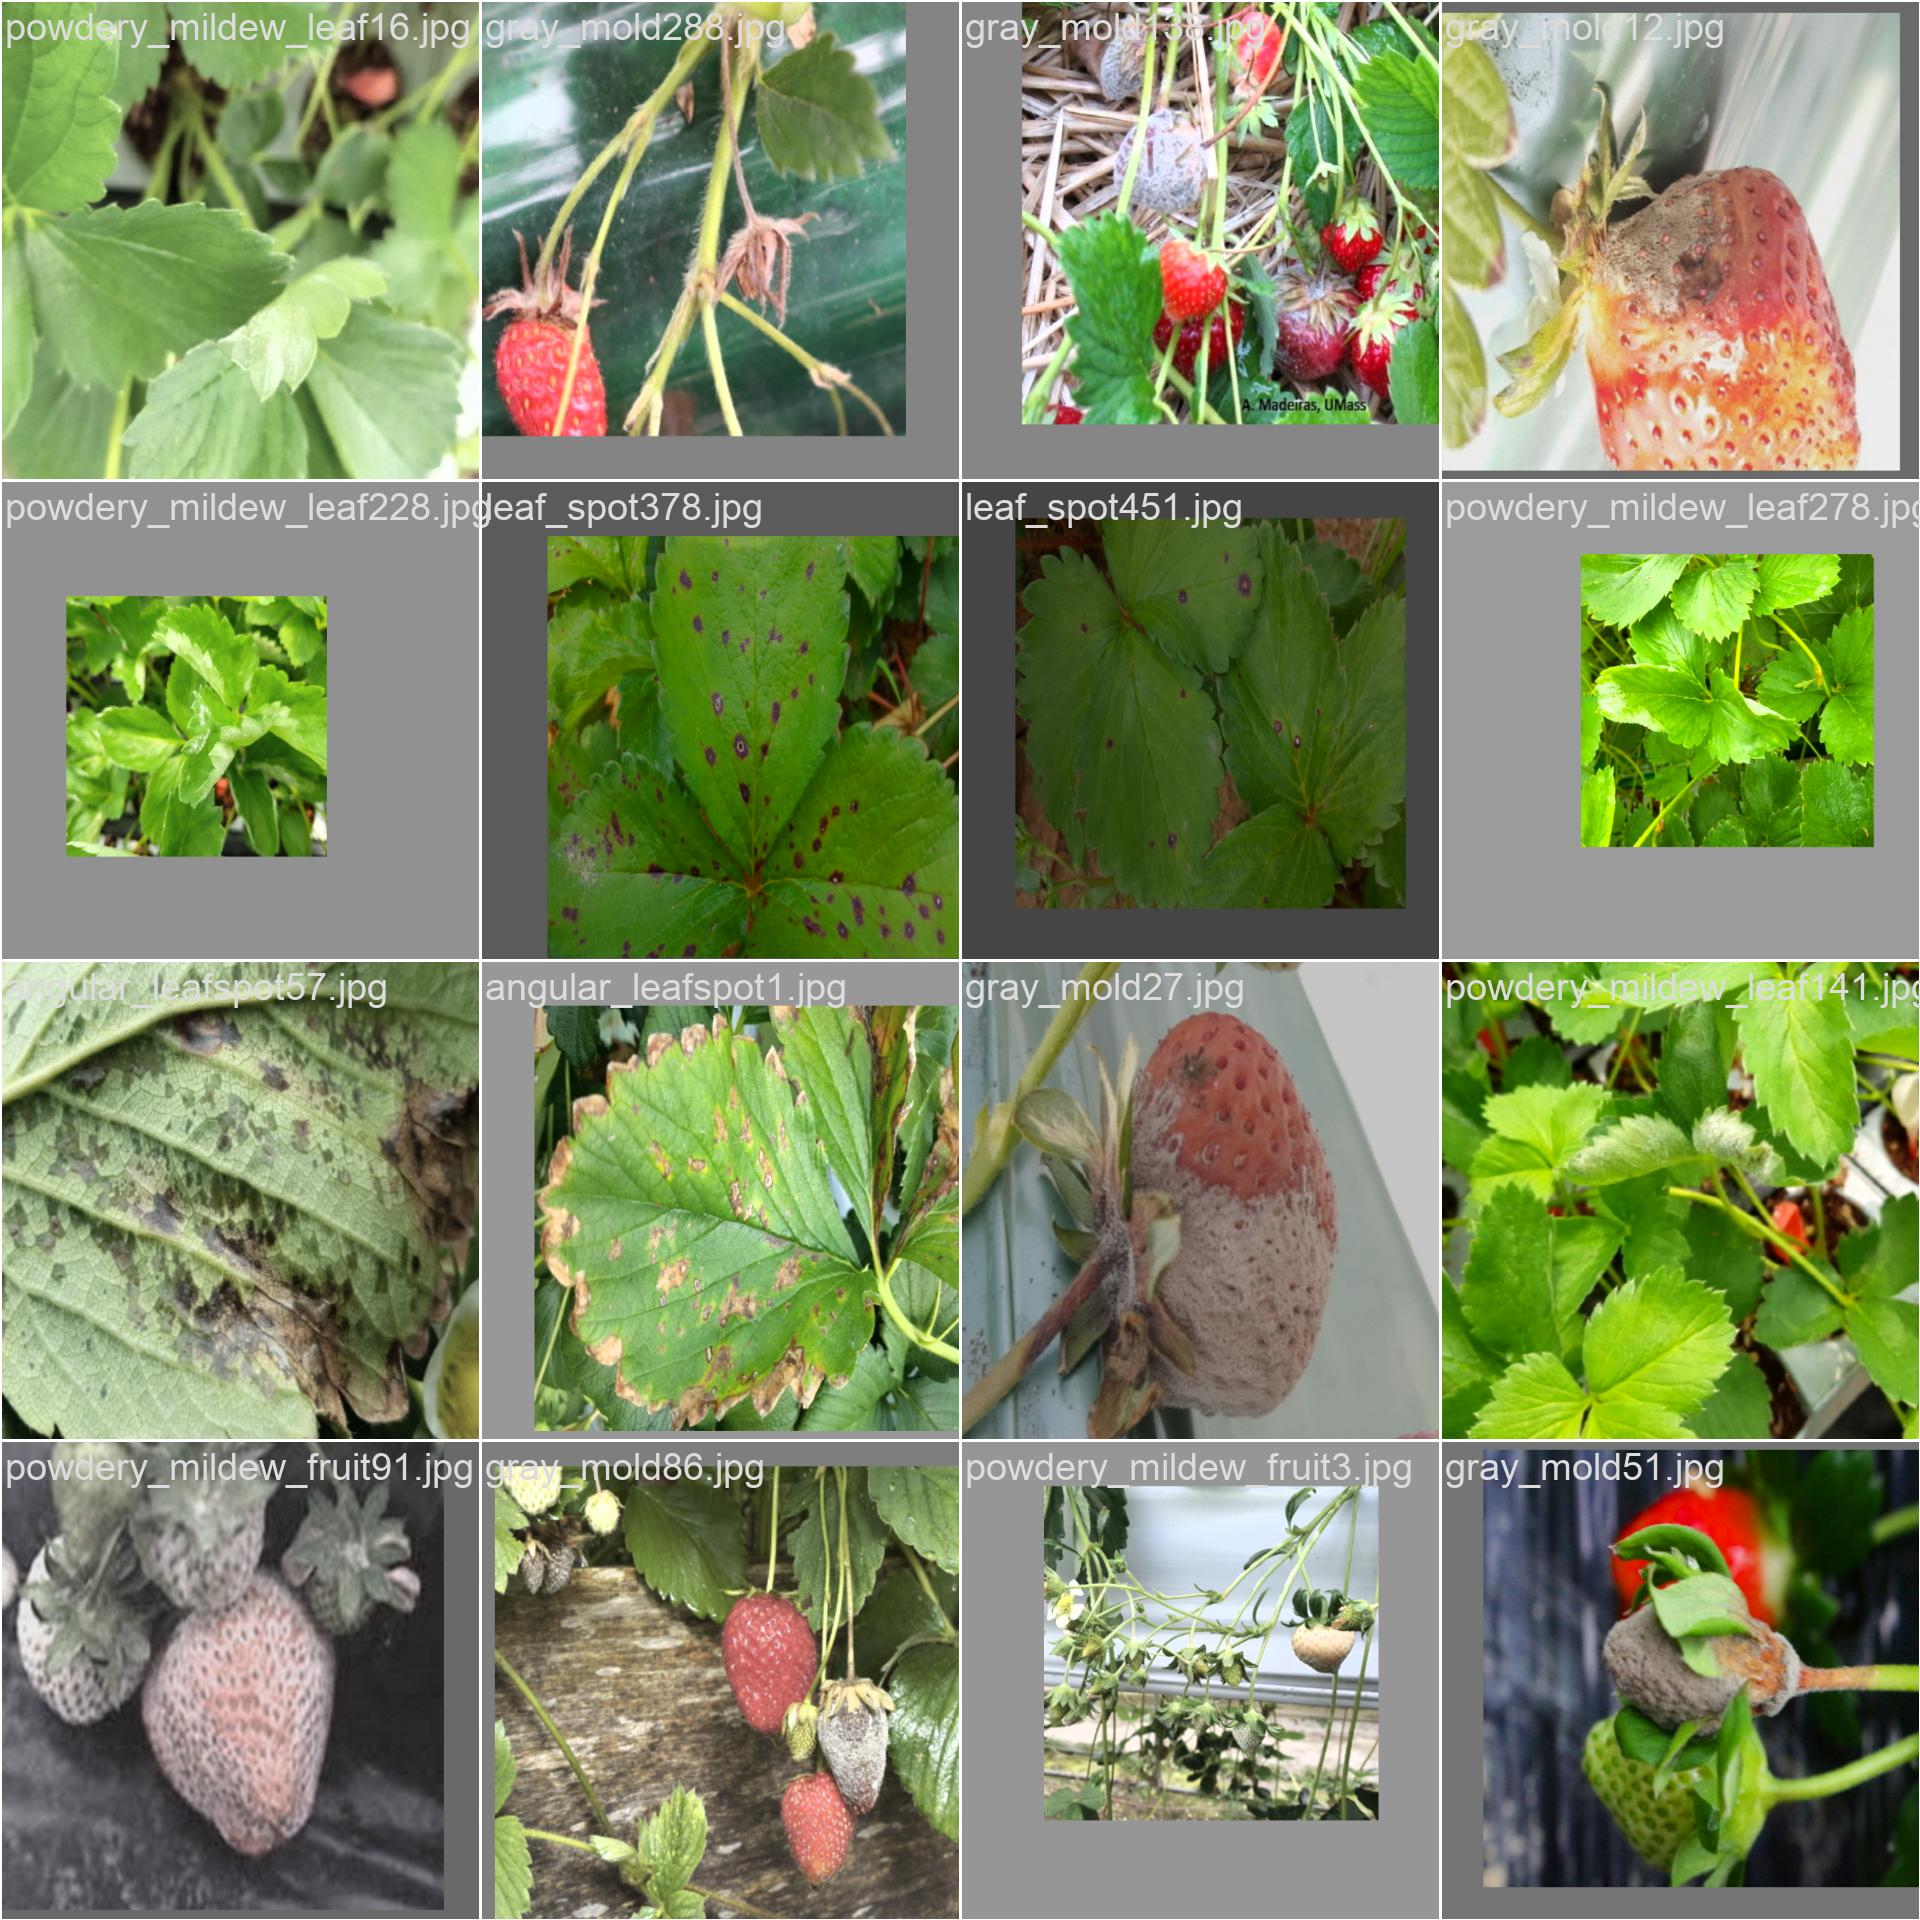 powdery_mildew_leaf16.jpg
gray_mold288.jpg
gray_mold138.jpg
gray_mold12.jpg
A. Madeiras, UMass
powdery_mildew_leaf228.jpg
leaf_spot378.jpg
leaf_spot451.jpg
powdery_mildew_leaf278.jpg
angular_leafspot57.jpg
angular_leafspot1.jpg
gray_mold27.jpg
powdery_mildew_leaf141.jpg
powdery_mildew_fruit91.jpg
gray_mold86.jpg
powdery_mildew_fruit3.jpg
gray_mold51.jpg